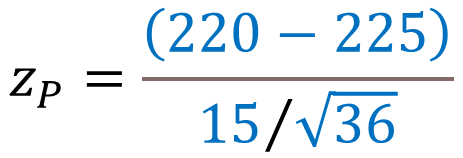 z_P = (220 − 225) / (15/√36)